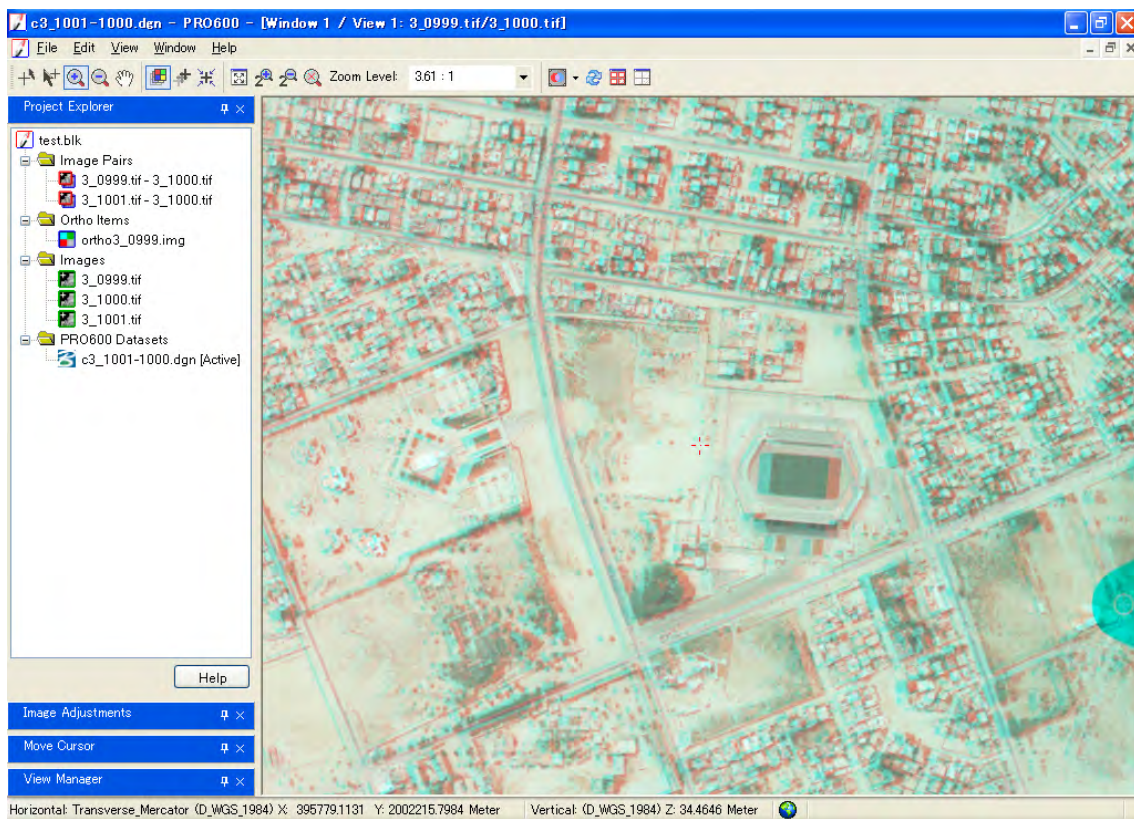 c3_1001-1000.dgn - PRO600 - [Window 1 / View 1: 3_0999.tif/3_1000.tif]
File Edit View Window Help
Zoom Level: 3.61 : 1
Project Explorer
test.blk
Image Pairs
3_0999.tif - 3_1000.tif
3_1001.tif - 3_1000.tif
Ortho Items
ortho3_0999.img
Images
3_0999.tif
3_1000.tif
3_1001.tif
PRO600 Datasets
c3_1001-1000.dgn [Active]
Help
Image Adjustments
Move Cursor
View Manager
Horizontal: Transverse_Mercator (D_WGS_1984) X: 395779.1131 Y: 2002215.7984 Meter Vertical: (D_WGS_1984) Z: 34.4646 Meter